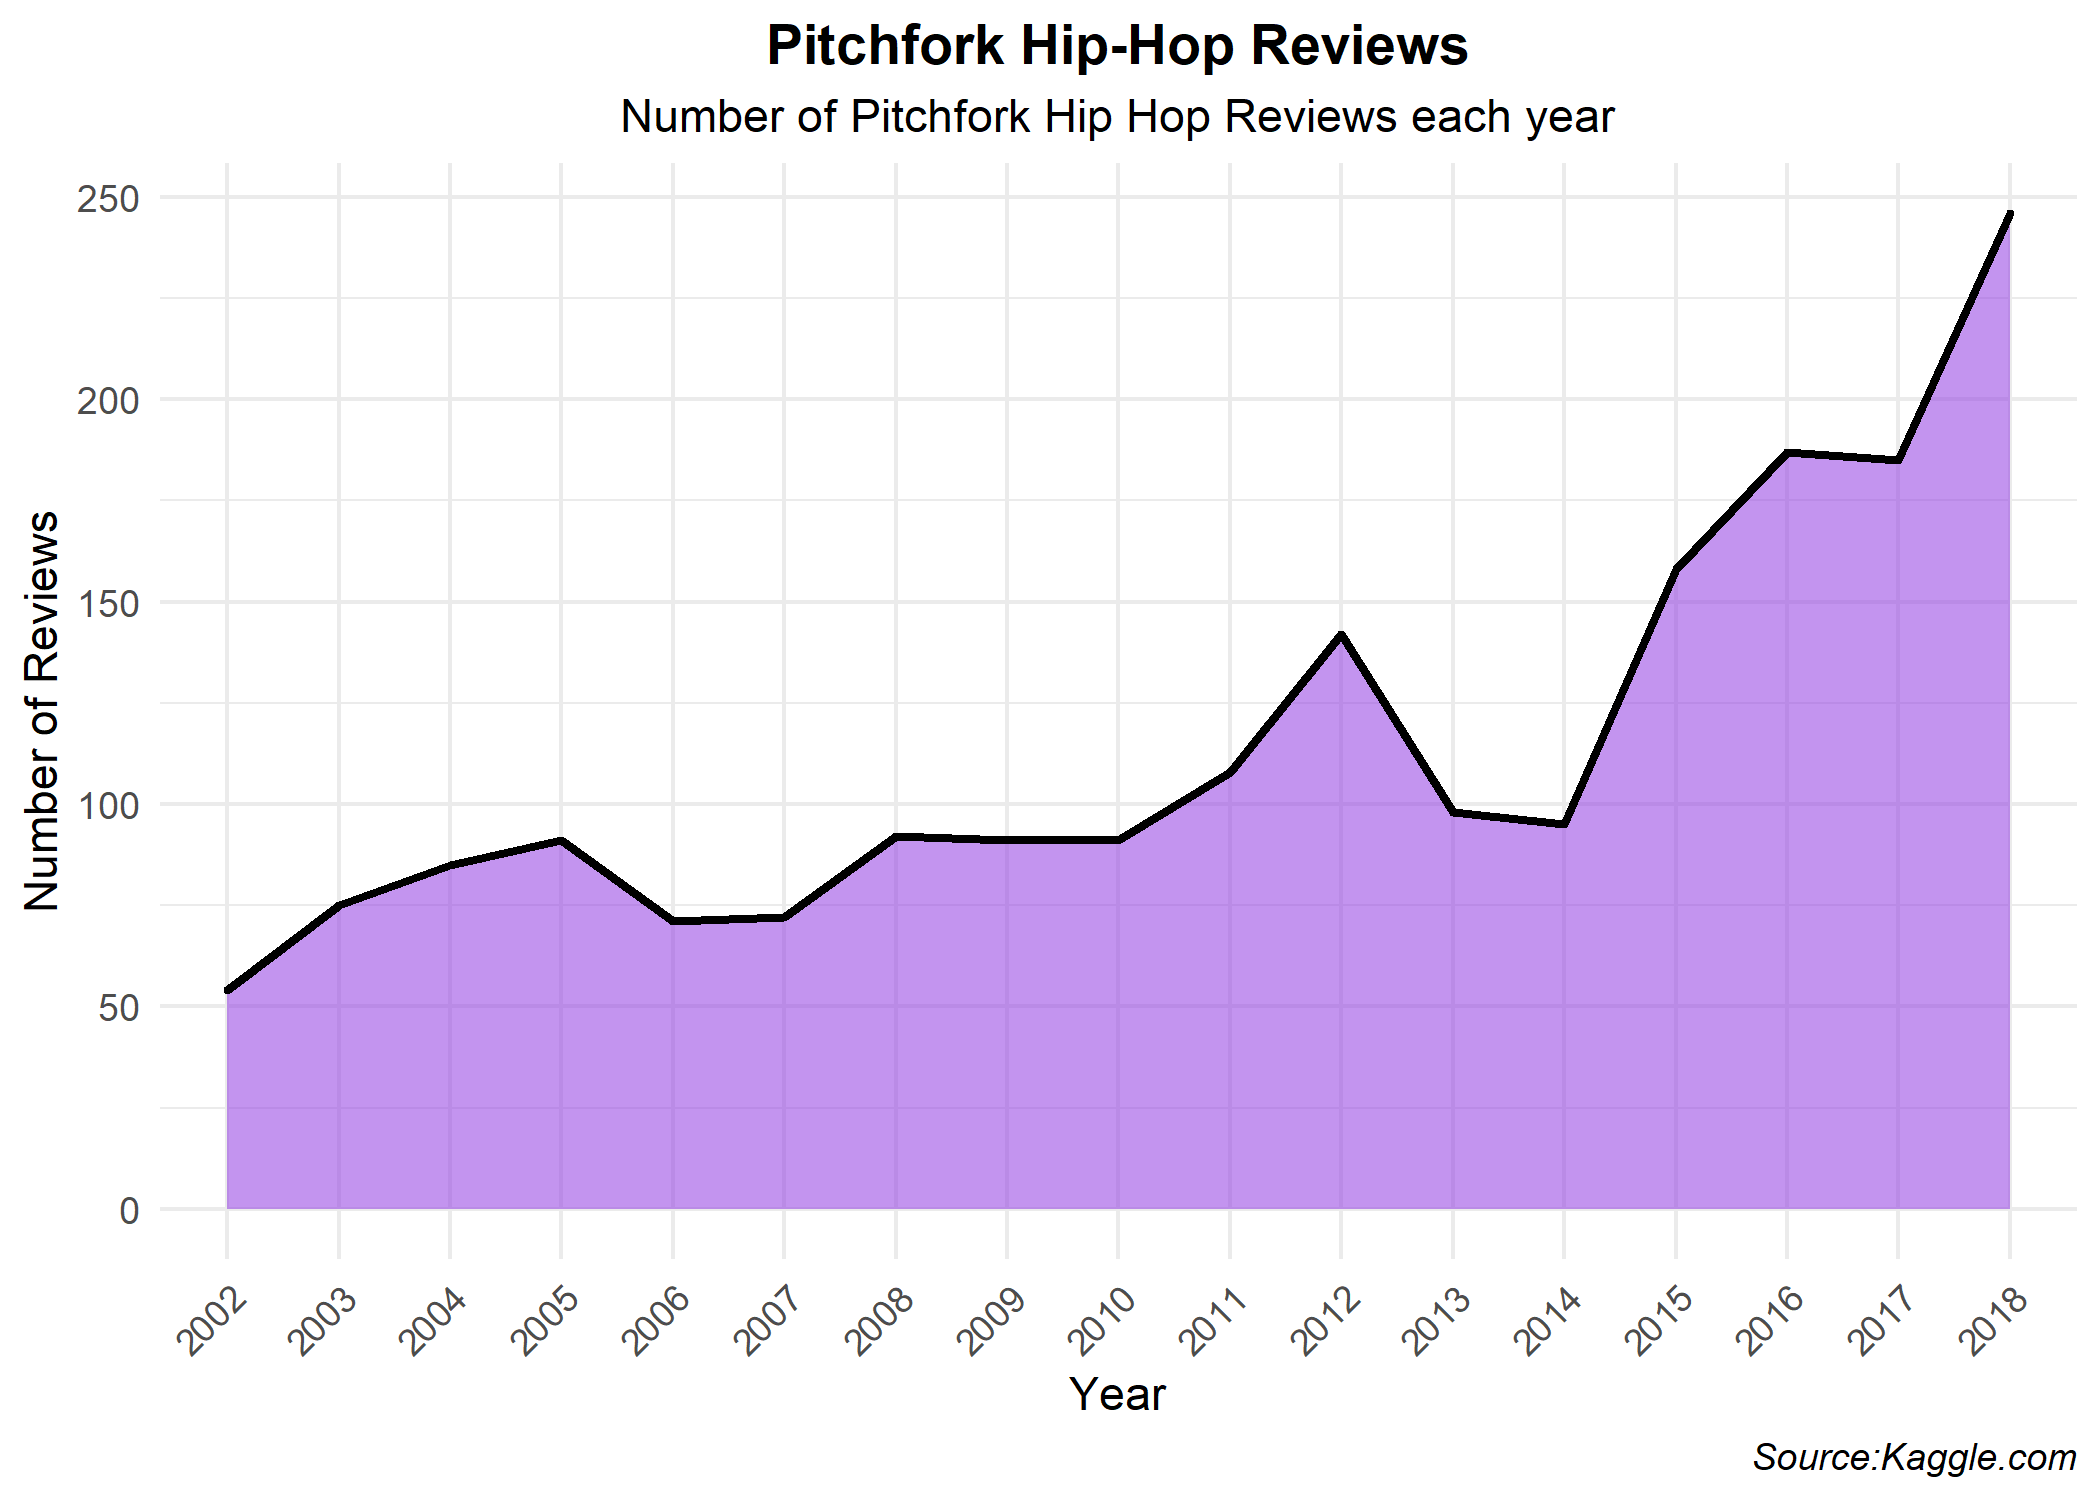 Pitchfork Hip-Hop Reviews
Number of Pitchfork Hip Hop Reviews each year
Number of Reviews
250
200
150
100
50
0
2002 2003 2004 2005 2006 2007 2008 2009 2010 2011 2012 2013 2014 2015 2016 2017 2018
Year
Source:Kaggle.com